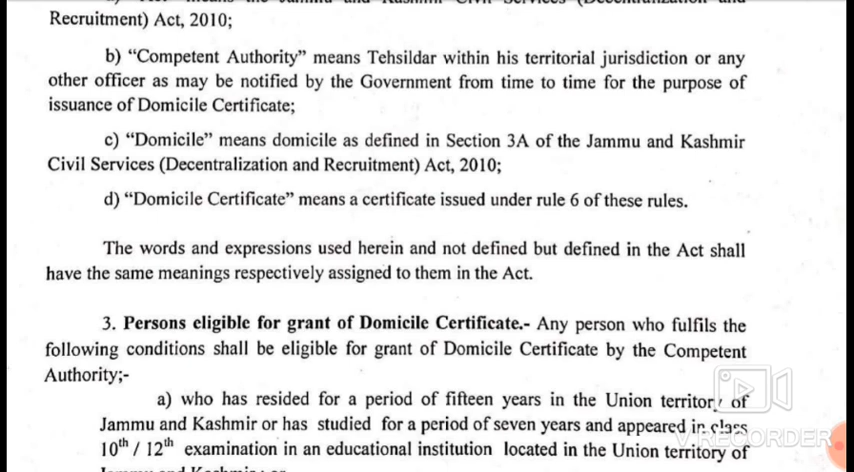 Recruitment) Act, 2010;
b) “Competent Authority” means Tehsildar within his territorial jurisdiction or any
other officer as may be notified by the Government from time to time for the purpose of
issuance of Domicile Certificate;
c) “Domicile” means domicile as defined in Section 3A of the Jammu and Kashmir
Civil Services (Decentralization and Recruitment) Act, 2010;
d) “Domicile Certificate” means a certificate issued under rule 6 of these rules.
The words and expressions used herein and not defined but defined in the Act shall
have the same meanings respectively assigned to them in the Act.
3. Persons eligible for grant of Domicile Certificate.- Any person who fulfils the
following conditions shall be eligible for grant of Domicile Certificate by the Competent
Authority;-
a) who has resided for a period of fifteen years in the Union territory of
Jammu and Kashmir or has studied for a period of seven years and appeared in class
10th / 12th examination in an educational institution located in the Union territory of
V RECORDER